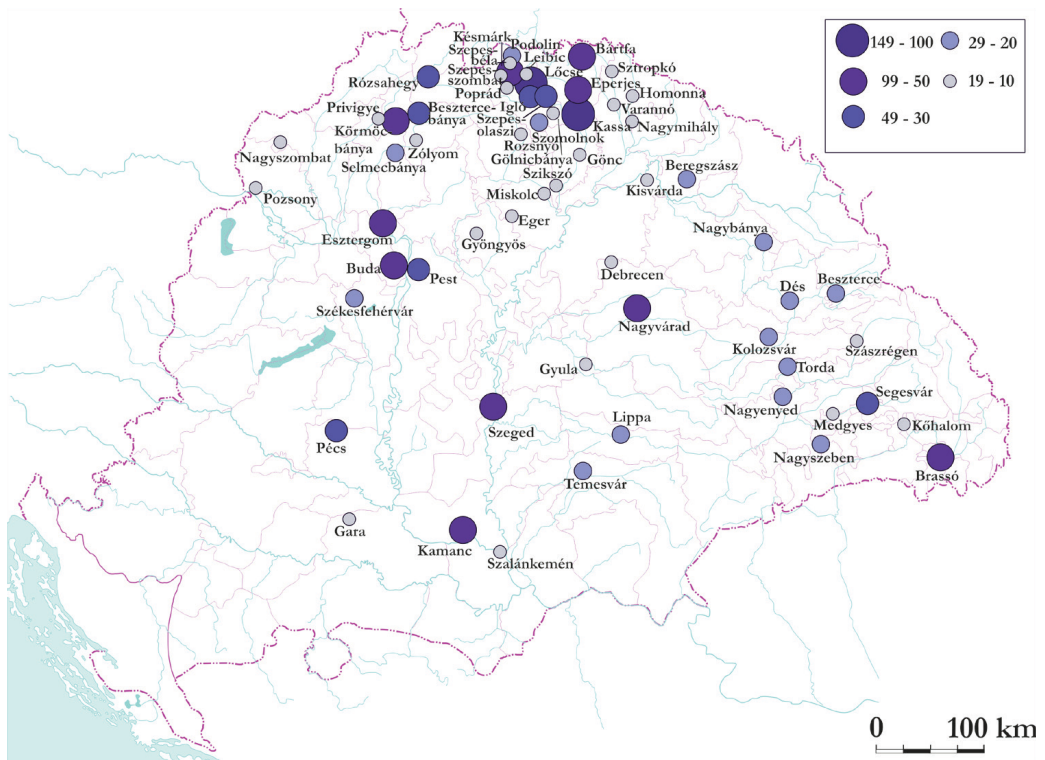 149 - 100
29 - 20
99 - 50
19 - 10
49 - 30
Késmárk
Podolin
Szepes-
béla
Leibic
Bártfa
Szepes-
szombat
Lőcse
Sztropkó
Rózsahegy
Poprád
Eperjes
Homonna
Privigye
Beszterce-
bánya
Igló
Varannó
Körmöc
bánya
Szepes-
olaszi
Kassa
Nagymihály
Nagyszombat
Selmecbánya
Zólyom
Szomolnok
Rozsnyó
Gölnicbánya
Gönc
Beregszász
Szikszó
Pozsony
Miskolc
Kisvárda
Eger
Esztergom
Gyöngyös
Nagybánya
Buda
Pest
Debrecen
Beszterce
Dés
Székesfehérvár
Nagyvárad
Kolozsvár
Szászrégen
Gyula
Torda
Segesvár
Nagyenyed
Szeged
Lippa
Medgyes
Kőhalom
Pécs
Nagyszeben
Temesvár
Brassó
Gara
Kamanc
Szalánkemén
0
100 km